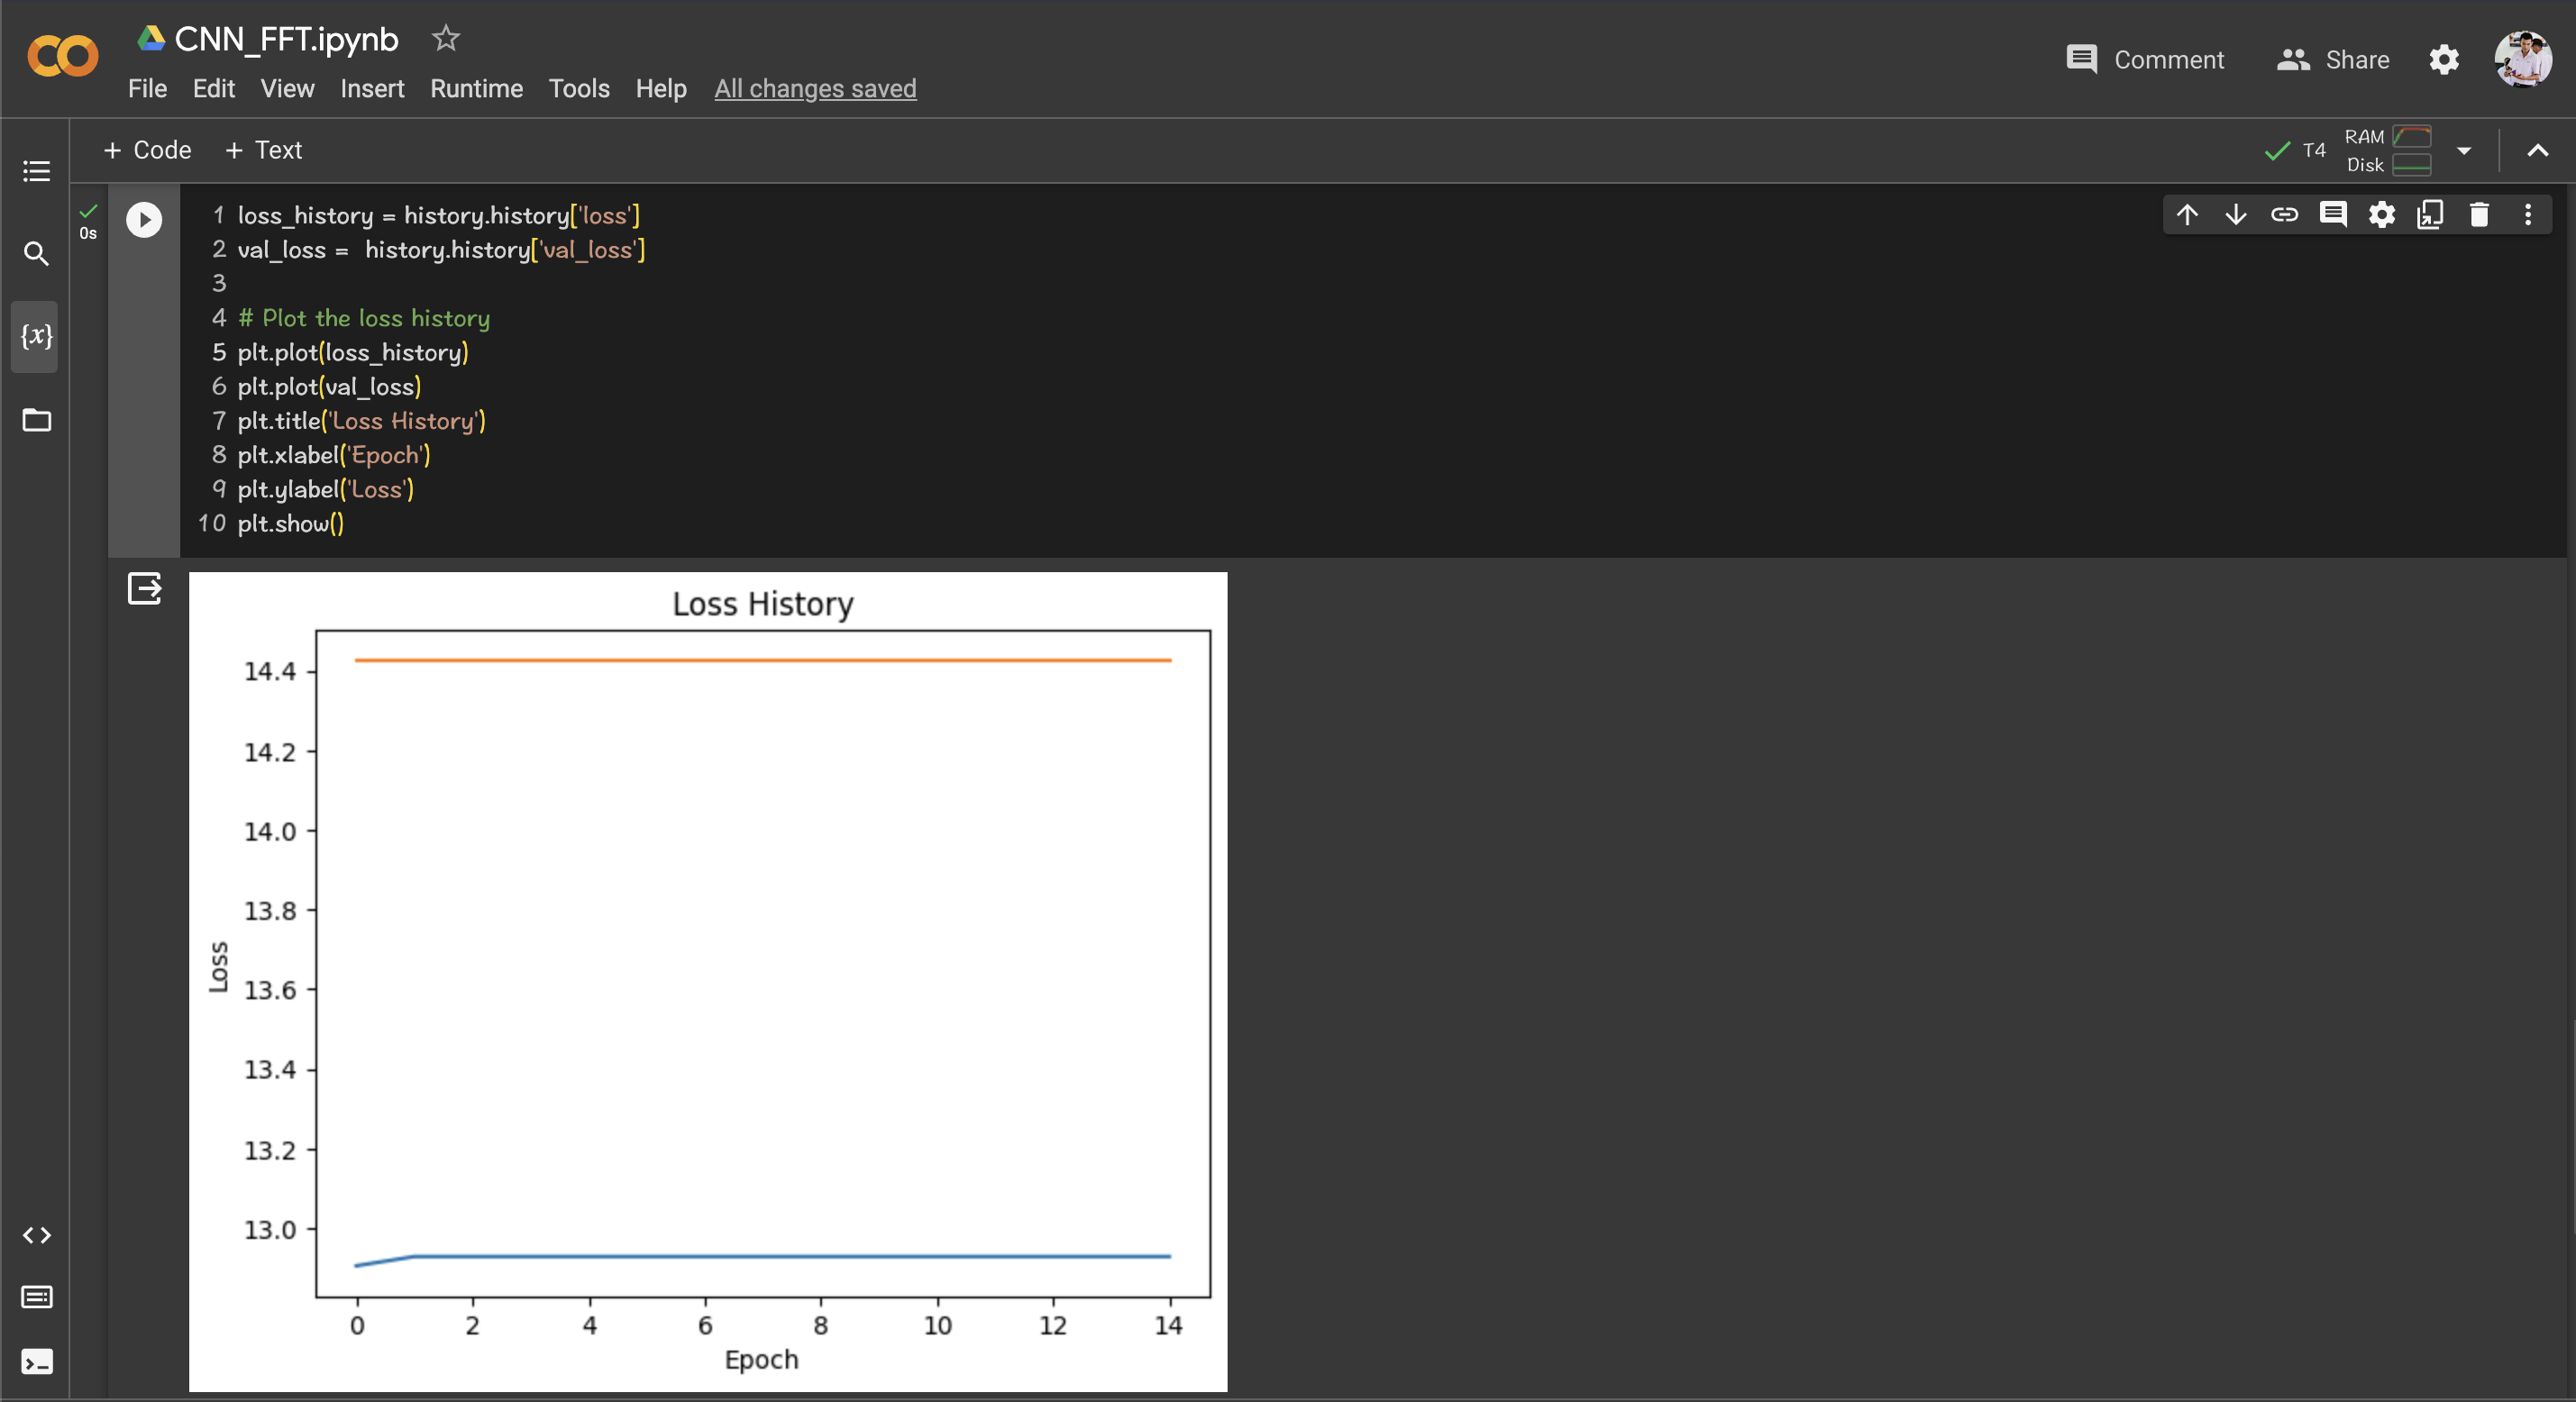 CNN_FFT.ipynb
Comment
Share
File Edit View Insert Runtime Tools Help All changes saved
+ Code + Text
T4
RAM
Disk
0s
1 loss_history = history.history['loss']
2 val_loss =  history.history['val_loss']
3
4 # Plot the loss history
5 plt.plot(loss_history)
6 plt.plot(val_loss)
7 plt.title('Loss History')
8 plt.xlabel('Epoch')
9 plt.ylabel('Loss')
10 plt.show()
{x}
Loss History
14.4
14.2
14.0
13.8
13.6
13.4
13.2
13.0
Loss
0 2 4 6 8 10 12 14
Epoch